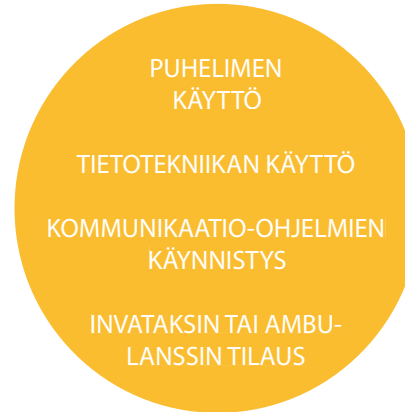 PUHELIMEN
KÄYTTÖ
TIETOTEKNIIKAN KÄYTTÖ
KOMMUNIKAATIO-OHJELMIEN
KÄYNNISTYS
INVATAKSIN TAI AMBU-
LANSSIN TILAUS